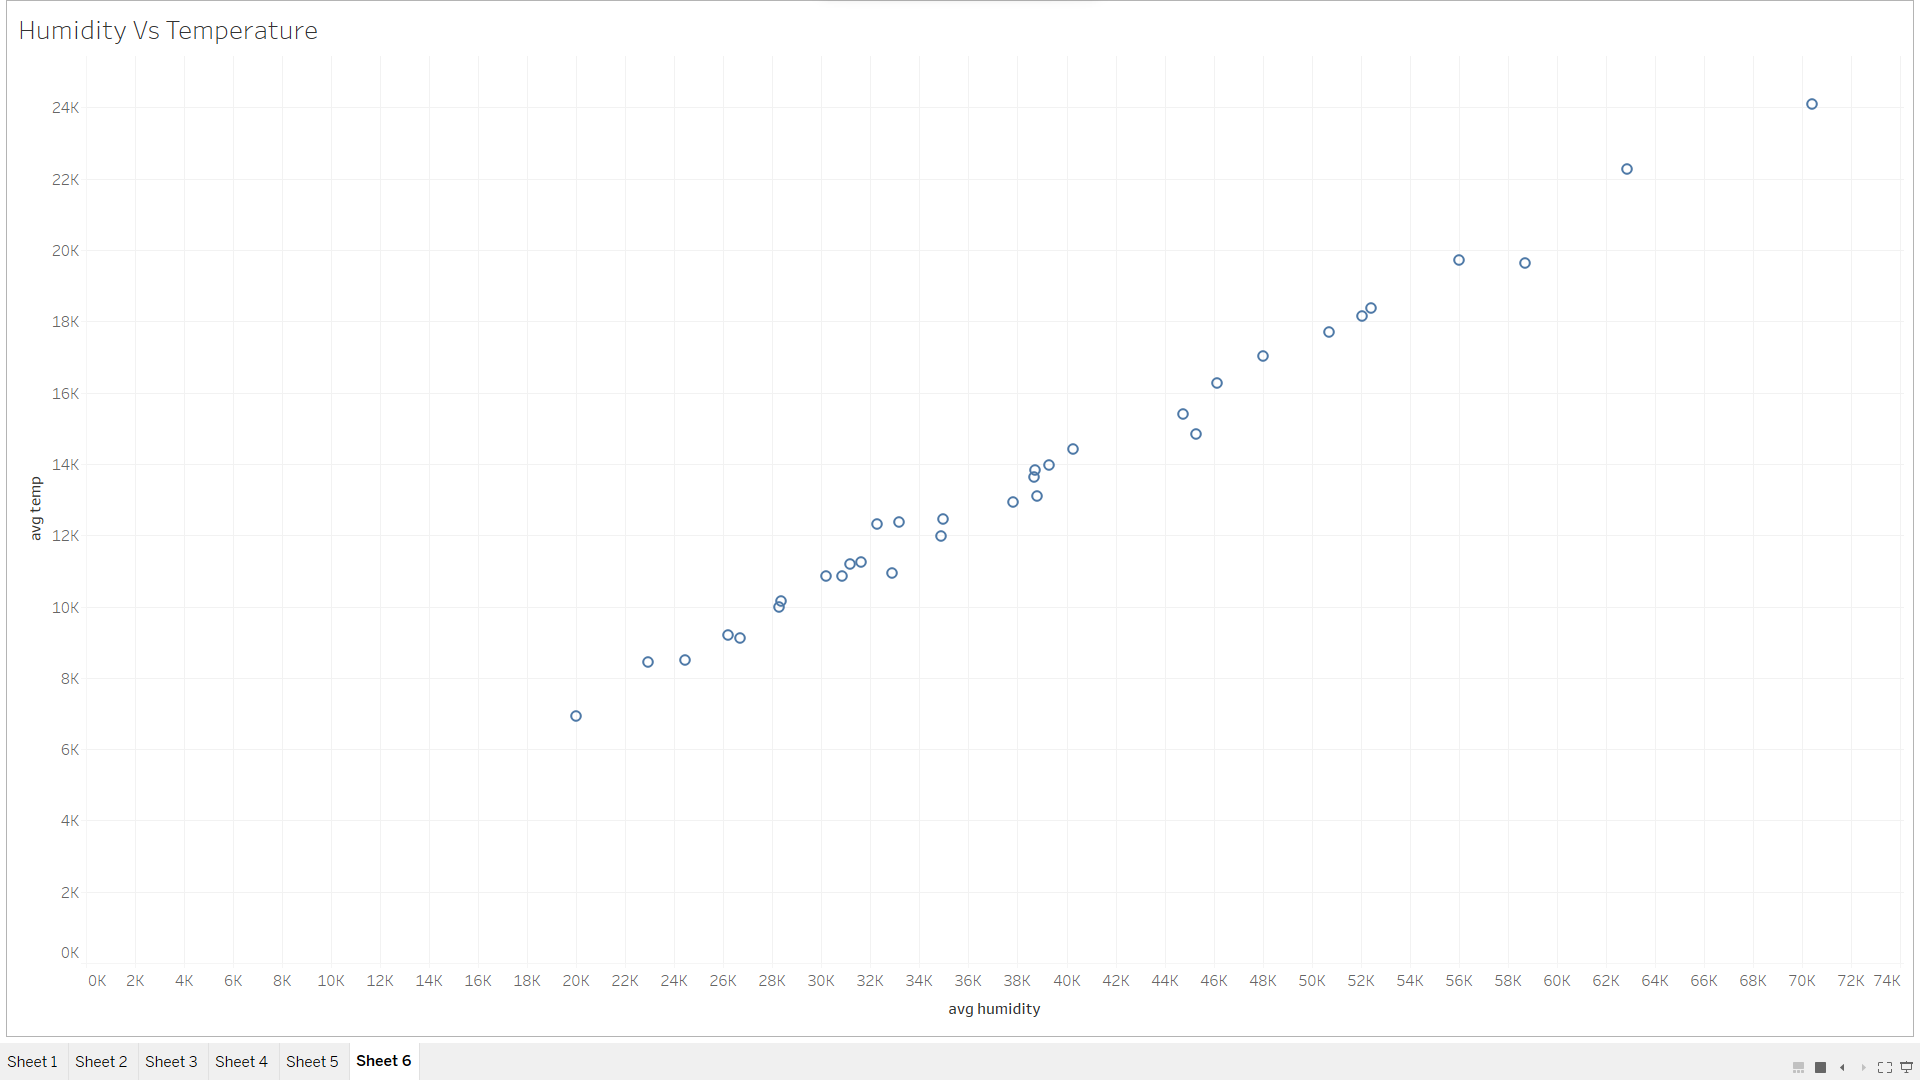 Humidity Vs Temperature
24K
22K
20K
18K
16K
14K
12K
10K
8K
6K
4K
2K
0K
avg temp
0K 2K 4K 6K 8K 10K 12K 14K 16K 18K 20K 22K 24K 26K 28K 30K 32K 34K 36K 38K 40K 42K 44K 46K 48K 50K 52K 54K 56K 58K 60K 62K 64K 66K 68K 70K 72K 74K
avg humidity
Sheet 1 Sheet 2 Sheet 3 Sheet 4 Sheet 5 Sheet 6